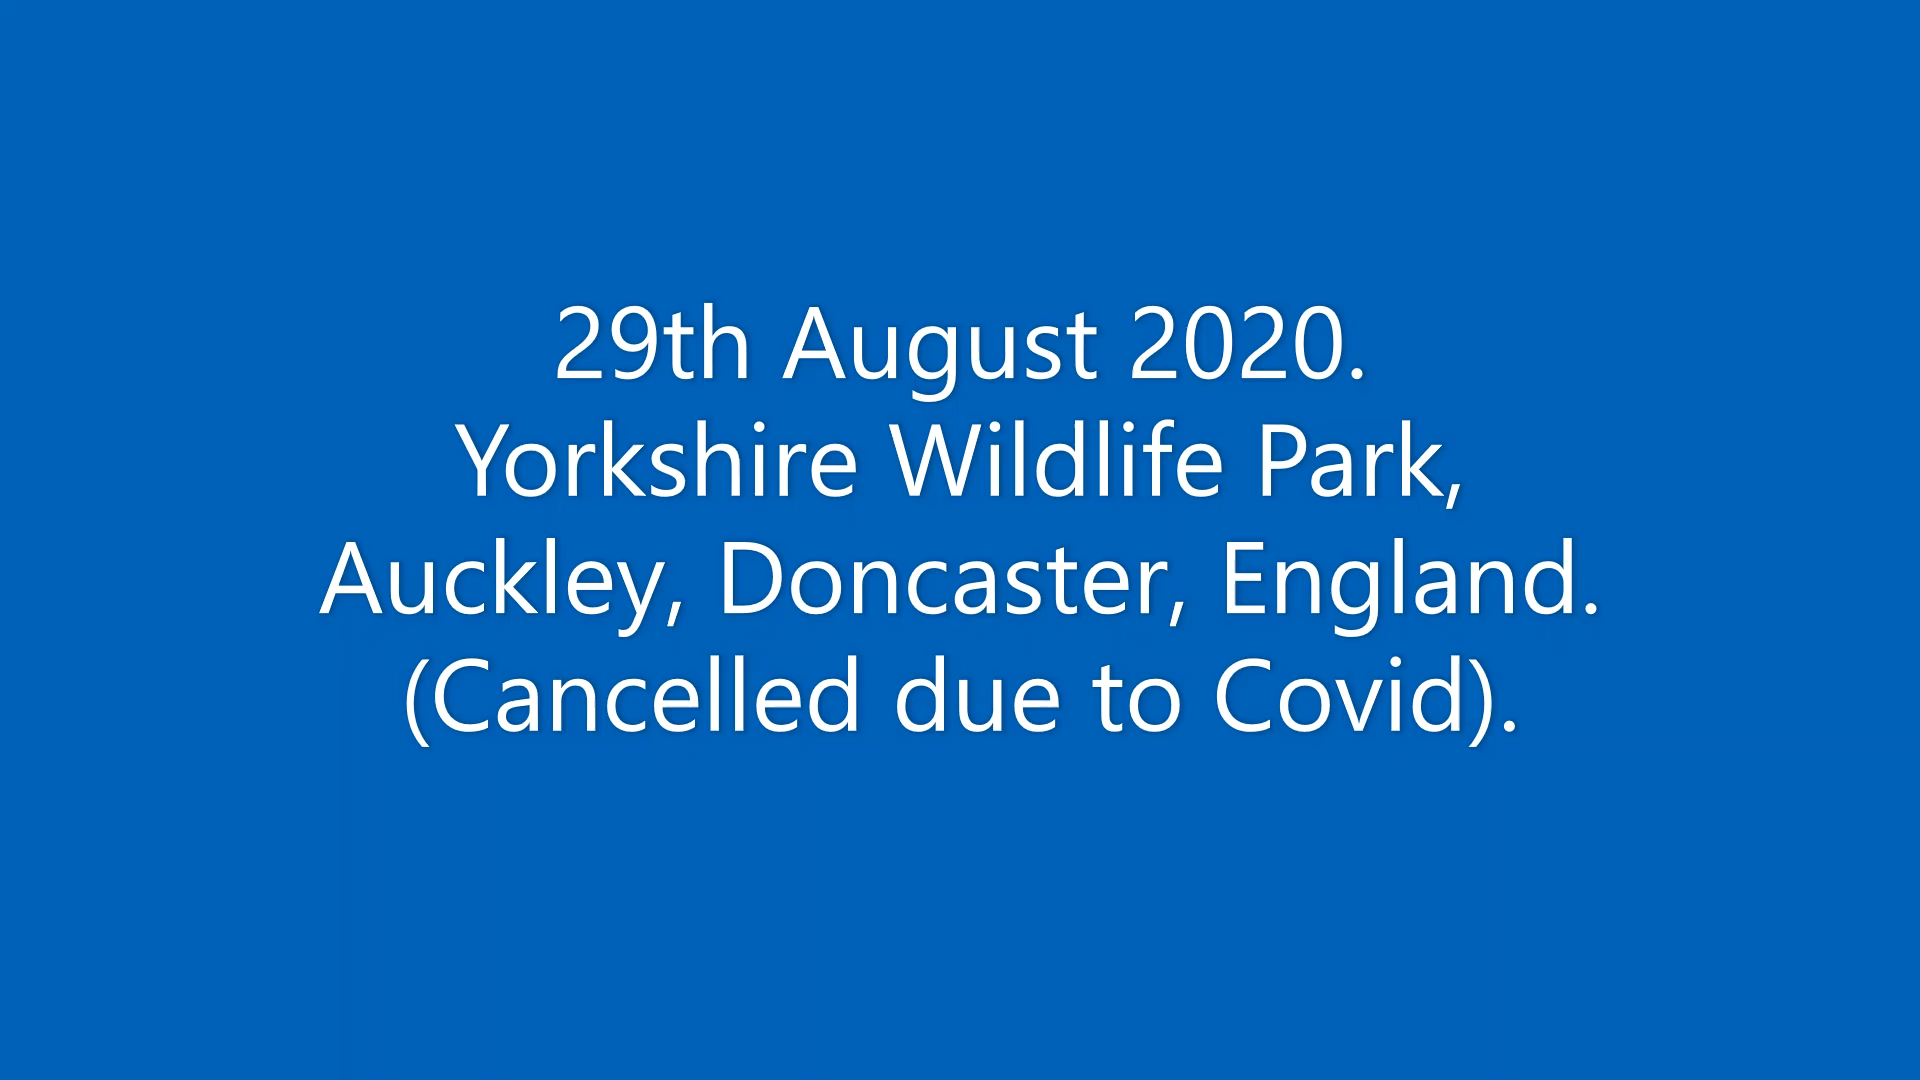 29th August 2020.
Yorkshire Wildlife Park,
Auckley, Doncaster, England.
(Cancelled due to Covid).